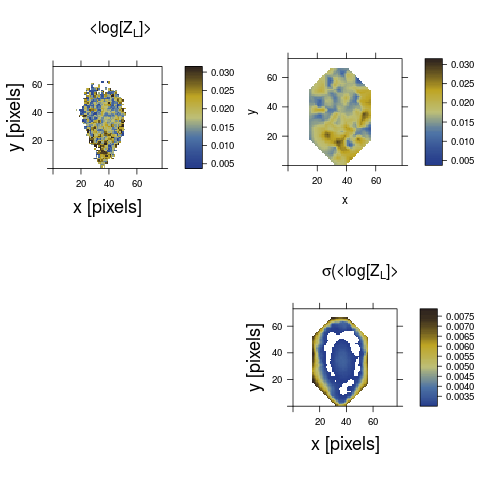 <log[Z_L]>
60
40
20
20 40 60
y [pixels]
x [pixels]
0.030
0.025
0.020
0.015
0.010
0.005
60
40
20
20 40 60
y
x
0.030
0.025
0.020
0.015
0.010
0.005
σ(<log[Z_L]>
60
40
20
20 40 60
y [pixels]
x [pixels]
0.0075
0.0070
0.0065
0.0060
0.0055
0.0050
0.0045
0.0040
0.0035